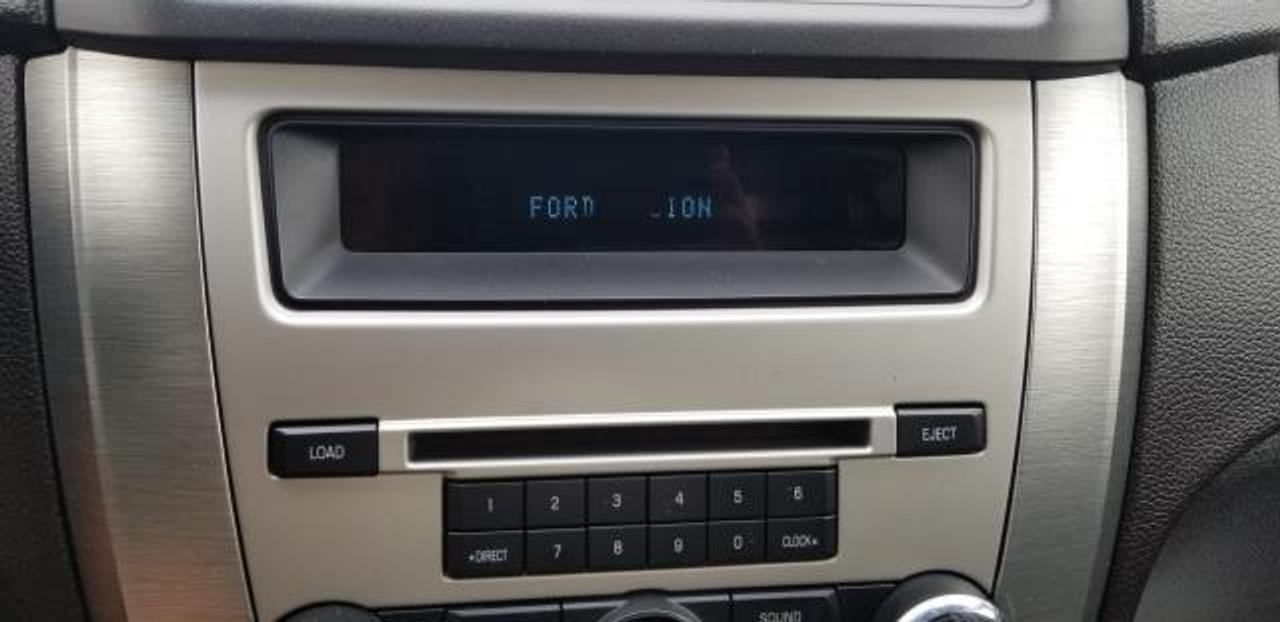 FORD
LOAD
EJECT
1 2 3 4 5 6
*DIRECT 7 8 9 0 CLOCK*
SOUND